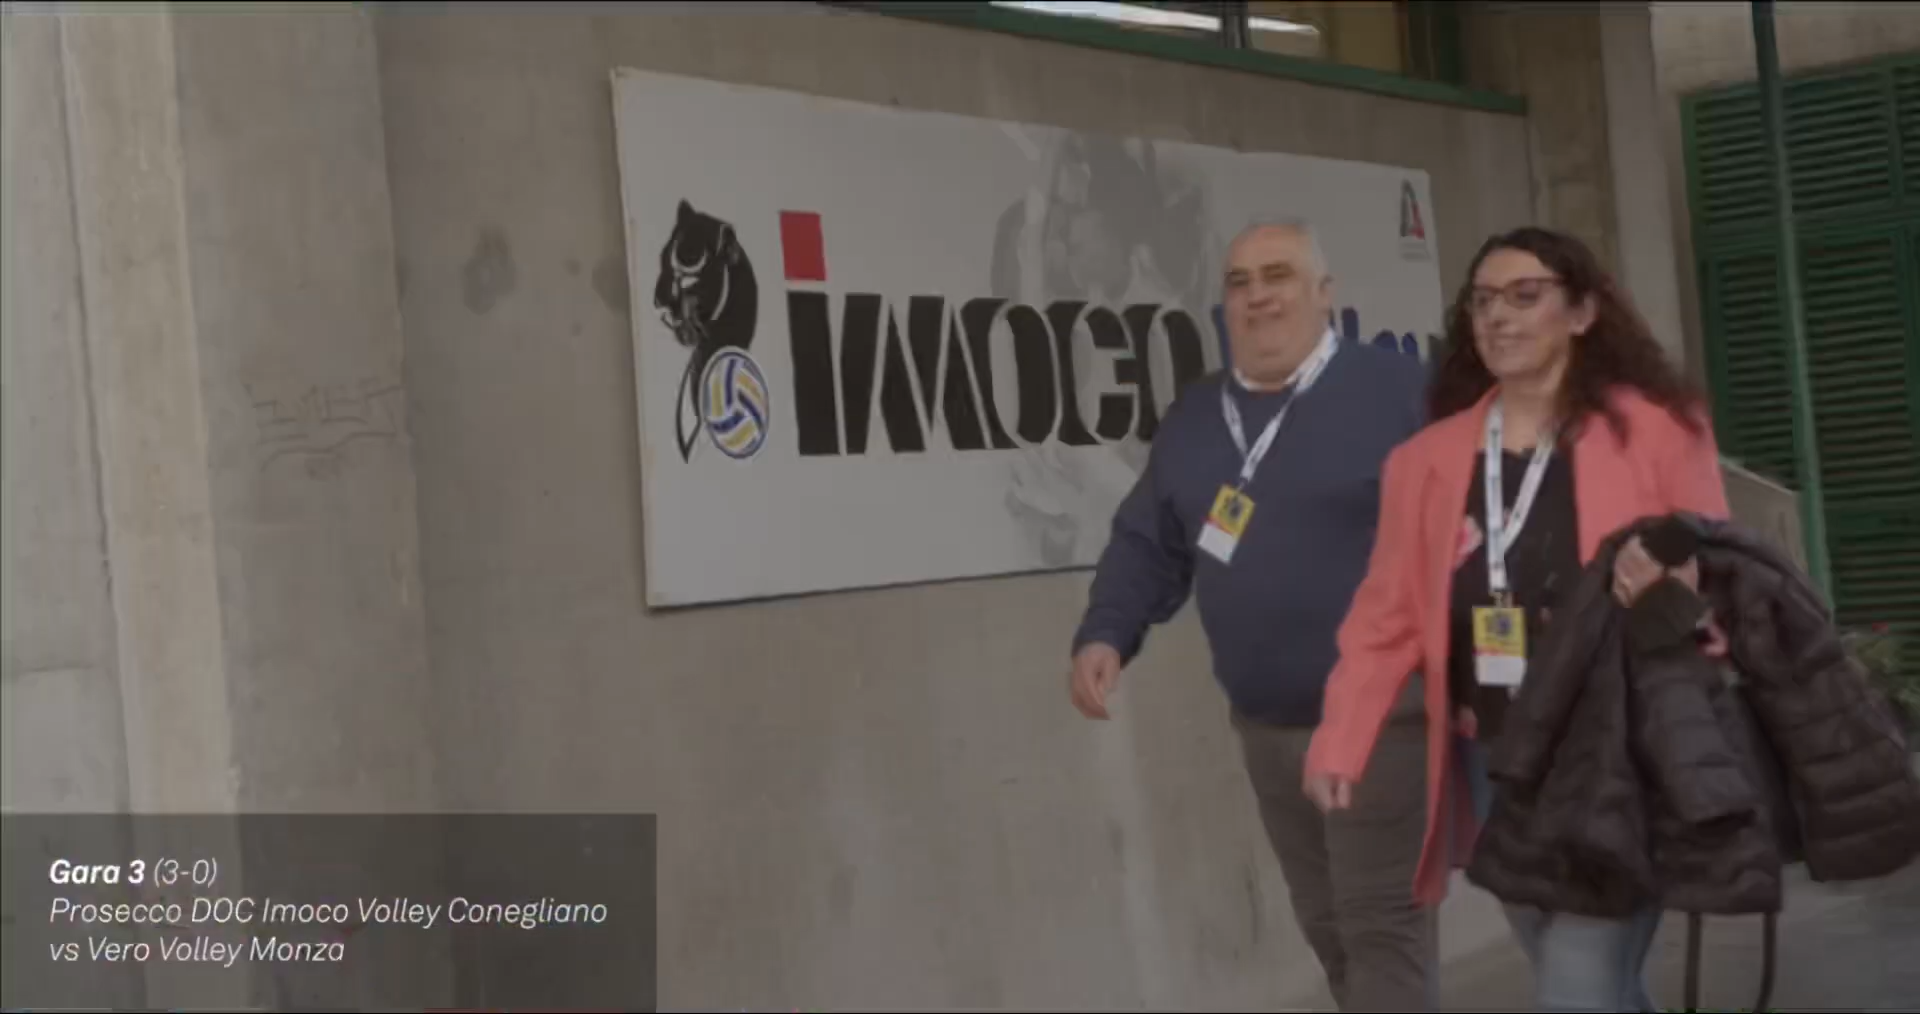 imoco
Gara 3 (3-0)
Prosecco DOC Imoco Volley Conegliano
vs Vero Volley Monza